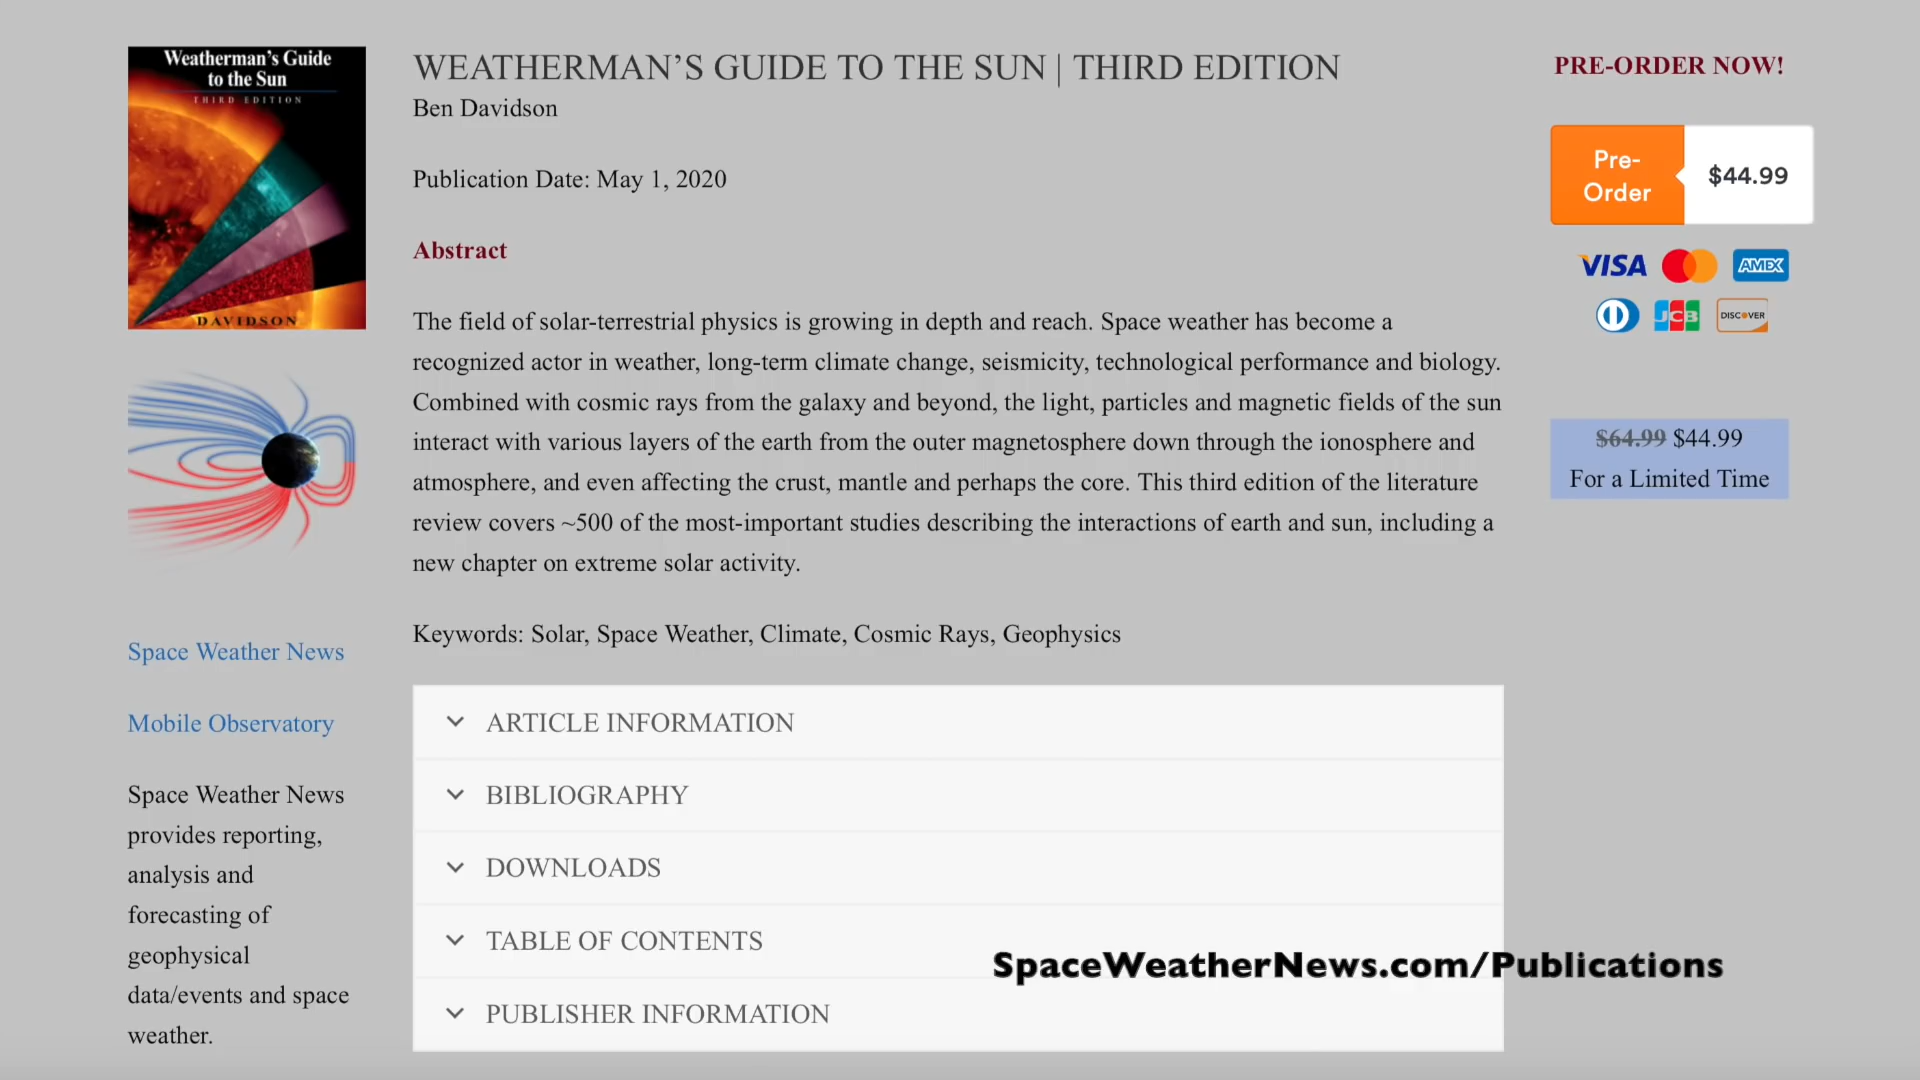 Weatherman's Guide
to the Sun
THIRD EDITION
DAVIDSON
Space Weather News
Mobile Observatory
Space Weather News
provides reporting,
analysis and
forecasting of
geophysical
data/events and space
weather.
WEATHERMAN'S GUIDE TO THE SUN | THIRD EDITION
Ben Davidson
Publication Date: May 1, 2020
Abstract
The field of solar-terrestrial physics is growing in depth and reach. Space weather has become a
recognized actor in weather, long-term climate change, seismicity, technological performance and biology.
Combined with cosmic rays from the galaxy and beyond, the light, particles and magnetic fields of the sun
interact with various layers of the earth from the outer magnetosphere down through the ionosphere and
atmosphere, and even affecting the crust, mantle and perhaps the core. This third edition of the literature
review covers ~500 of the most-important studies describing the interactions of earth and sun, including a
new chapter on extreme solar activity.
Keywords: Solar, Space Weather, Climate, Cosmic Rays, Geophysics
ARTICLE INFORMATION
BIBLIOGRAPHY
DOWNLOADS
TABLE OF CONTENTS
PUBLISHER INFORMATION
SpaceWeatherNews.com/Publications
PRE-ORDER NOW!
Pre-
Order
$44.99
VISA
AMEX
JCB
DISCOVER
$64.99 $44.99
For a Limited Time